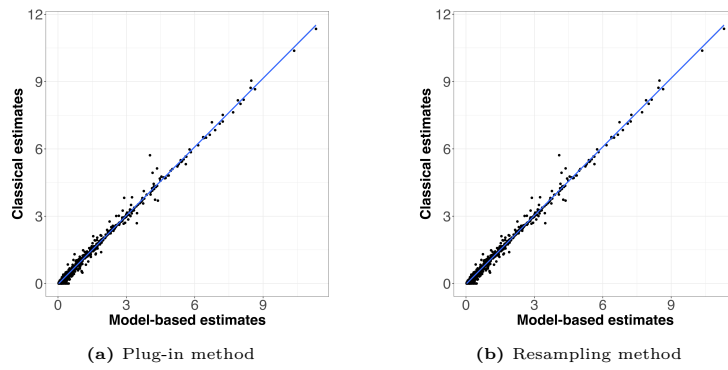 12
9
6
3
0
Classical estimates
0 3 6 9
Model-based estimates
(a) Plug-in method
12
9
6
3
0
Classical estimates
0 3 6 9
Model-based estimates
(b) Resampling method